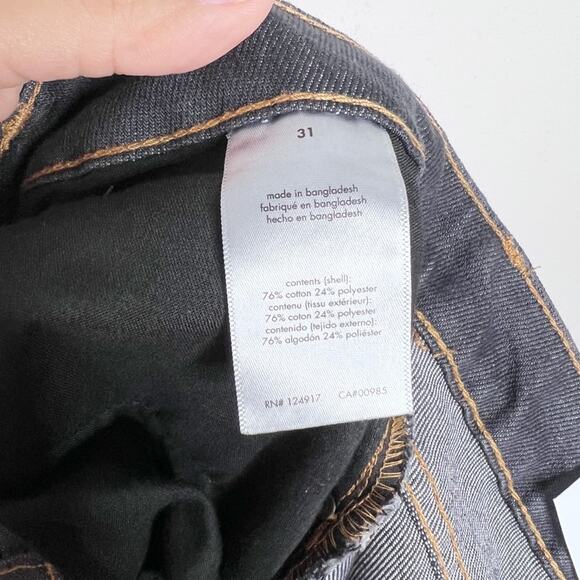 31
made in bangladesh
fabriqué en bangladesh
hecho en bangladesh
contents (shell):
76% cotton 24% polyester
contenu (tissu extérieur):
76% coton 24% polyester
contenido (tejido externo):
76% algodón 24% poliéster
RN# 124917 CA#00985